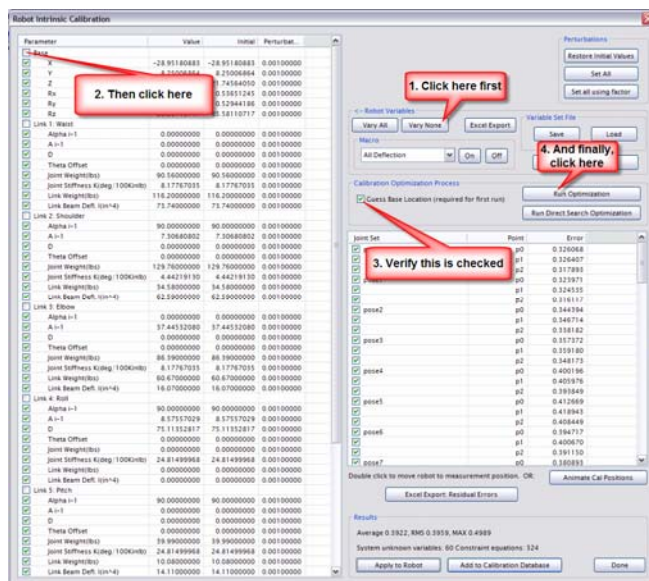 Robot Intrinsic Calibration
Parameter Value Initial Perturbat...
Base
X -28.95180883 -28.95180883 0.00100000
Y 8.25006864 8.25006864 0.00100000
Z 0.00100000
Rx 0.00100000
Ry 0.00100000
Rz 0.00100000
2. Then click here
Link 1: Waist
Alpha i-1 0.00000000 0.00000000 0.00100000
A i-1 0.00000000 0.00000000 0.00100000
D 0.00000000 0.00000000 0.00100000
Theta Offset 0.00000000 0.00000000 0.00100000
Joint Weight(lbs) 90.56000000 90.56000000 0.00100000
Joint Stiffness K(deg/100Kinlb) 8.17767035 8.17767035 0.00100000
Link Weight(lbs) 116.20000000 116.20000000 0.00100000
Link Beam Defl. I(in^4) 73.74000000 73.74000000 0.00100000
Link 2: Shoulder
Alpha i-1 90.00000000 90.00000000 0.00100000
A i-1 7.30680802 7.30680802 0.00100000
D 0.00000000 0.00000000 0.00100000
Theta Offset 0.00000000 0.00000000 0.00100000
Joint Weight(lbs) 129.76000000 129.76000000 0.00100000
Joint Stiffness K(deg/100Kinlb) 4.44219130 4.44219130 0.00100000
Link Weight(lbs) 34.58000000 34.58000000 0.00100000
Link Beam Defl. I(in^4) 62.59000000 62.59000000 0.00100000
Link 3: Elbow
Alpha i-1 0.00000000 0.00000000 0.00100000
A i-1 37.44532080 37.44532080 0.00100000
D 0.00000000 0.00000000 0.00100000
Theta Offset 0.00000000 0.00000000 0.00100000
Joint Weight(lbs) 86.39000000 86.39000000 0.00100000
Joint Stiffness K(deg/100Kinlb) 8.17767035 8.17767035 0.00100000
Link Weight(lbs) 60.67000000 60.67000000 0.00100000
Link Beam Defl. I(in^4) 16.07000000 16.07000000 0.00100000
Link 4: Roll
Alpha i-1 90.00000000 90.00000000 0.00100000
A i-1 8.57557029 8.57557029 0.00100000
D 75.11352817 75.11352817 0.00100000
Theta Offset 0.00000000 0.00000000 0.00100000
Joint Weight(lbs) 0.00000000 0.00000000 0.00100000
Joint Stiffness K(deg/100Kinlb) 24.81499968 24.81499968 0.00100000
Link Weight(lbs) 0.00000000 0.00000000 0.00100000
Link Beam Defl. I(in^4) 0.00000000 0.00000000 0.00100000
Link 5: Pitch
Alpha i-1 90.00000000 90.00000000 0.00100000
A i-1 0.00000000 0.00000000 0.00100000
D 0.00000000 0.00000000 0.00100000
Theta Offset 0.00000000 0.00000000 0.00100000
Joint Weight(lbs) 39.99000000 39.99000000 0.00100000
Joint Stiffness K(deg/100Kinlb) 24.81499968 24.81499968 0.00100000
Link Weight(lbs) 10.08000000 10.08000000 0.00100000
Link Beam Defl. I(in^4) 14.11000000 14.11000000 0.00100000
Perturbations
Restore Initial Values
Set All
Set all using factor
1. Click here first
<- Robot Variables
Vary All Vary None Excel Export
Variable Set File
Save Load
Macro
All Deflection On Off
4. And finally,
click here
Calibration Optimization Process
Guess Base Location (required for first run)
Run Optimization
Run Direct Search Optimization
3. Verify this is checked
Joint Set Point Error
p0 0.326068
p1 0.326407
p2 0.317893
p0 0.323971
p1 0.324535
p2 0.316117
pose2 p0 0.344394
p1 0.346714
p2 0.338182
pose3 p0 0.357372
p1 0.359180
p2 0.348173
pose4 p0 0.400196
p1 0.405976
p2 0.393849
pose5 p0 0.412669
p1 0.418943
p2 0.408449
pose6 p0 0.394717
p1 0.400670
p2 0.391150
pose7 p0 0.380893
Double click to move robot to measurement position. OR: Animate Cal Positions
Excel Export: Residual Errors
Results
Average 0.3922, RMS 0.3959, MAX 0.4989
System unknown variables: 60 Constraint equations: 324
Apply to Robot Add to Calibration Database Done